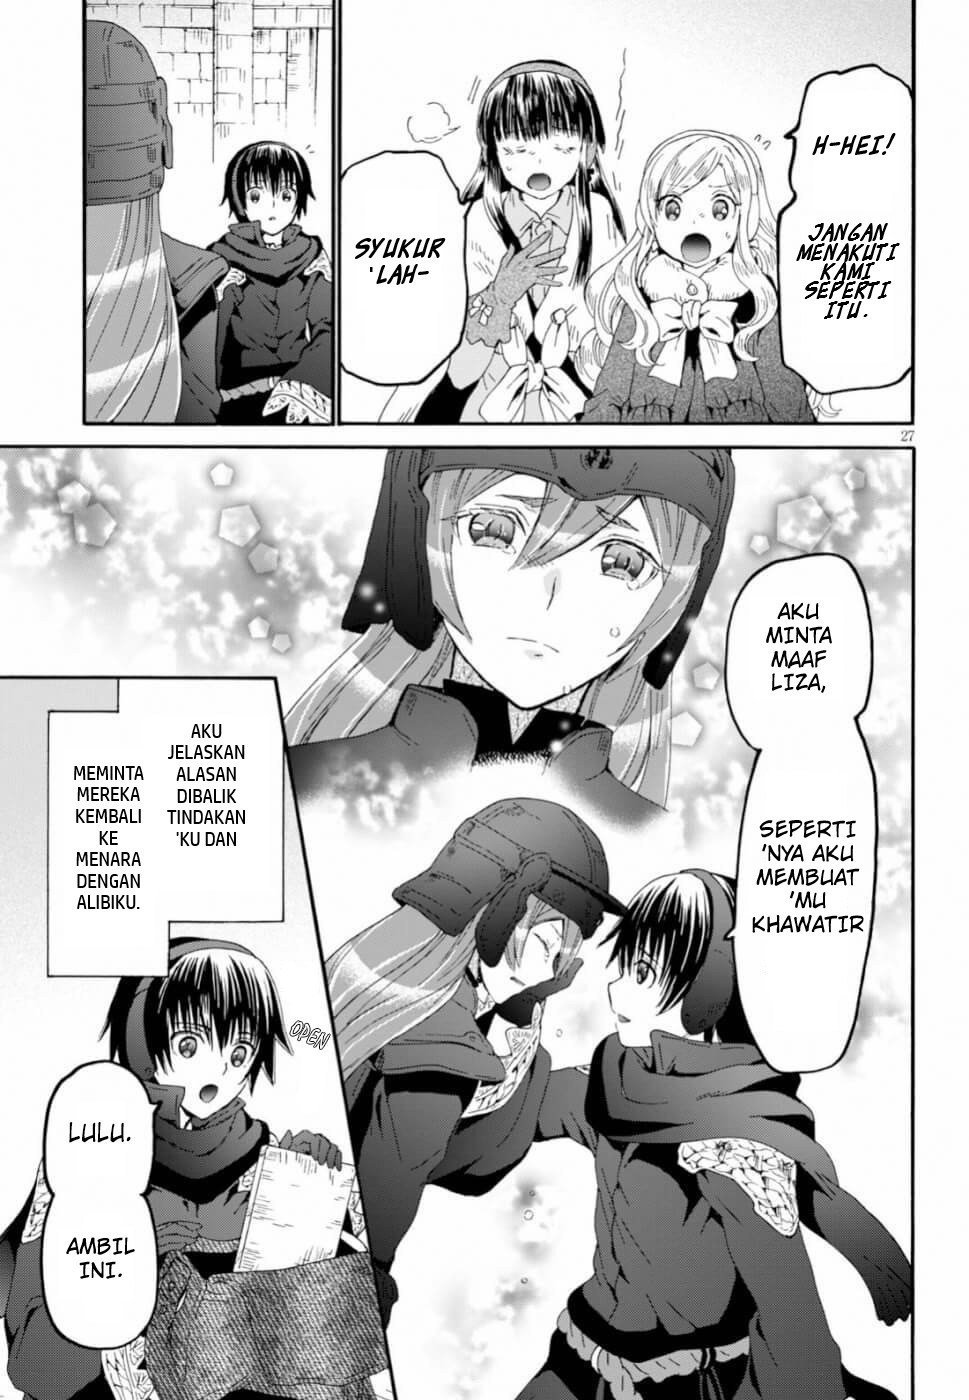 H-HEI!
JANGAN
MENAKUTI
KAMI
SEPERTI
ITU.
SYUKUR
'LAH-
27
AKU
MINTA
MAAF
LIZA,
SEPERTI
'NYA AKU
MEMBUAT
'MU
KHAWATIR
AKU
JELASKAN
ALASAN
DIBALIK
TINDAKAN
'KU DAN
MEMINTA
MEREKA
KEMBALI
KE
MENARA
DENGAN
ALIBIKU.
OPEN
LULU.
AMBIL
INI.